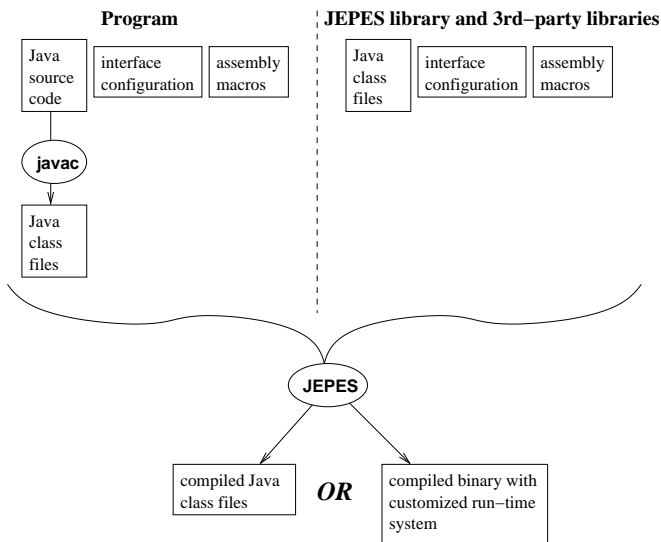 Program
JEPES library and 3rd−party libraries
Java
source
code
interface
configuration
assembly
macros
Java
class
files
interface
configuration
assembly
macros
javac
Java
class
files
JEPES
compiled Java
class files
OR
compiled binary with
customized run−time
system